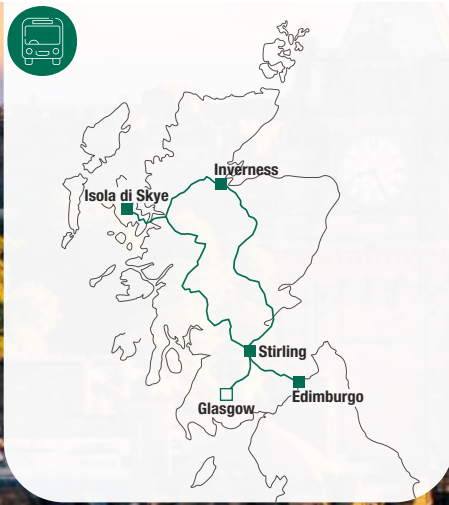 Inverness
Isola di Skye
Stirling
Edimburgo
Glasgow